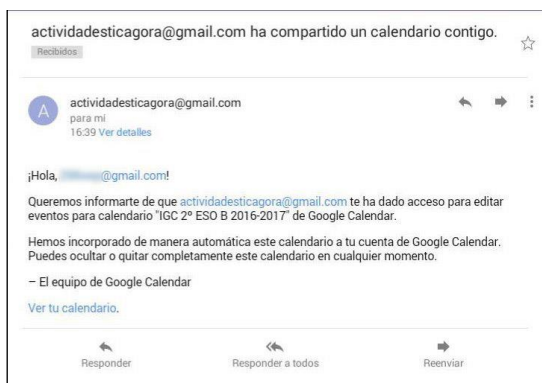 actividadesticagora@gmail.com ha compartido un calendario contigo.
Recibidos
A
actividadesticagora@gmail.com
para mí
16:39 Ver detalles
¡Hola, @gmail.com!
Queremos informarte de que actividadesticagora@gmail.com te ha dado acceso para editar
eventos para calendario "IGC 2º ESO B 2016-2017" de Google Calendar.
Hemos incorporado de manera automática este calendario a tu cuenta de Google Calendar.
Puedes ocultar o quitar completamente este calendario en cualquier momento.
– El equipo de Google Calendar
Ver tu calendario.
Responder
Responder a todos
Reenviar